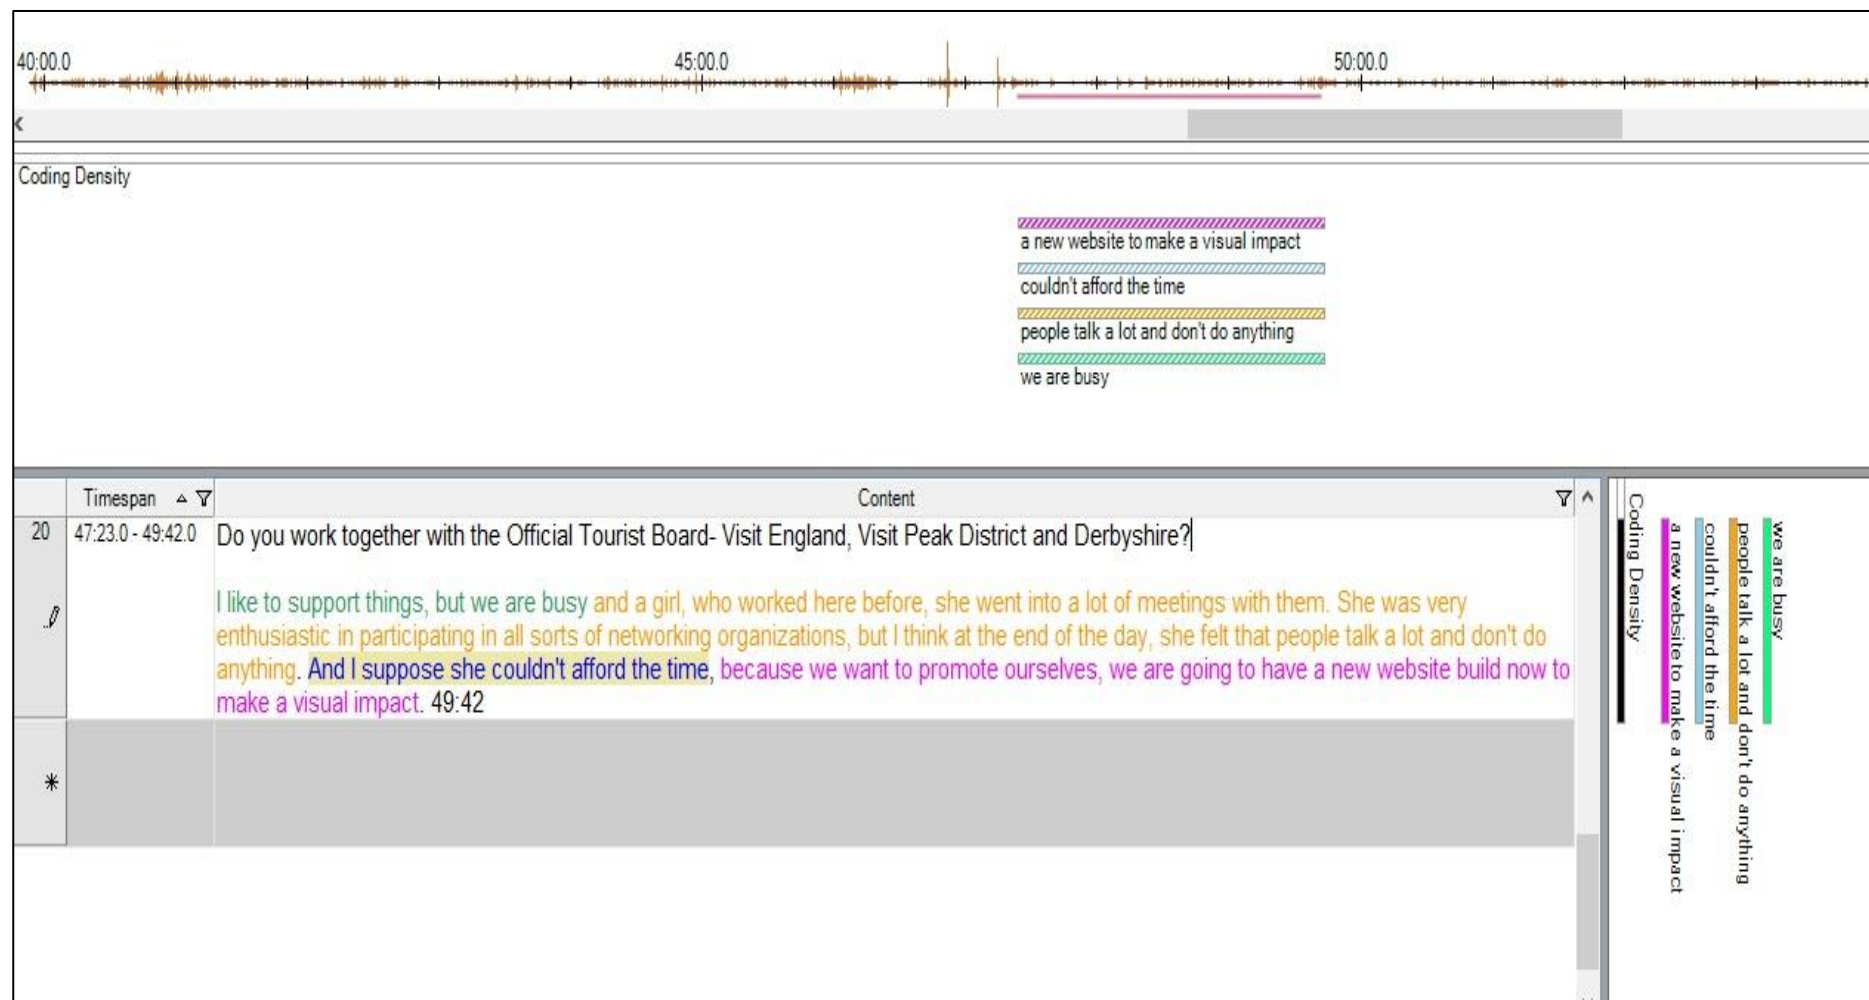 40:00.0 45:00.0 50:00.0
Coding Density
a new website to make a visual impact
couldn't afford the time
people talk a lot and don't do anything
we are busy
Timespan Content
20 47:23.0 - 49:42.0 Do you work together with the Official Tourist Board- Visit England, Visit Peak District and Derbyshire?
I like to support things, but we are busy and a girl, who worked here before, she went into a lot of meetings with them. She was very
enthusiastic in participating in all sorts of networking organizations, but I think at the end of the day, she felt that people talk a lot and don't do
anything. And I suppose she couldn't afford the time, because we want to promote ourselves, we are going to have a new website build now to
make a visual impact. 49:42
Coding Density
a new website to make a visual impact
couldn't afford the time
people talk a lot and don't do anything
we are busy